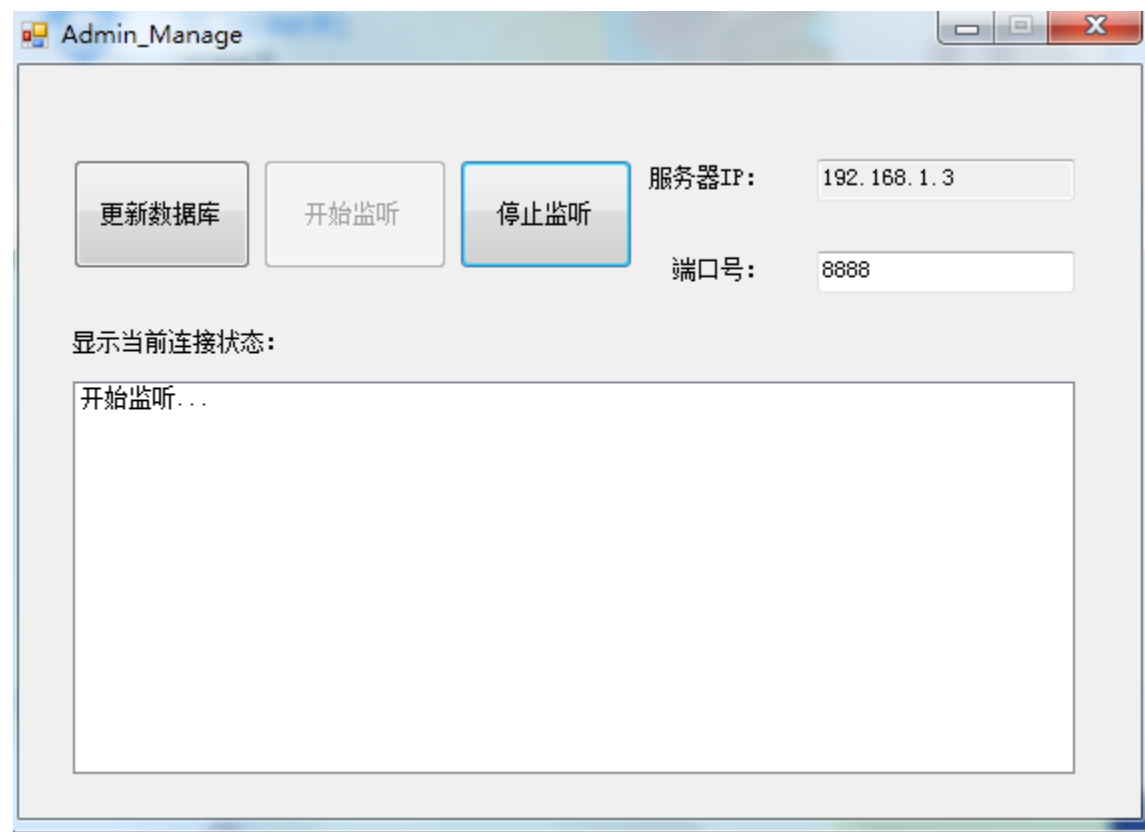 Admin_Manage
更新数据库
开始监听
停止监听
服务器IP:
192.168.1.3
端口号:
8888
显示当前连接状态:
开始监听...